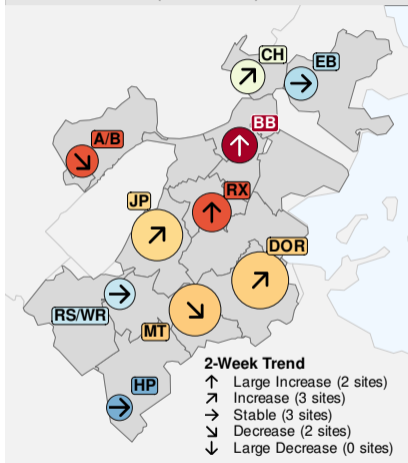 CH
EB
BB
A/B
RX
JP
DOR
RS/WR
MT
HP
2-Week Trend
↑ Large Increase (2 sites)
↗ Increase (3 sites)
→ Stable (3 sites)
↘ Decrease (2 sites)
↓ Large Decrease (0 sites)